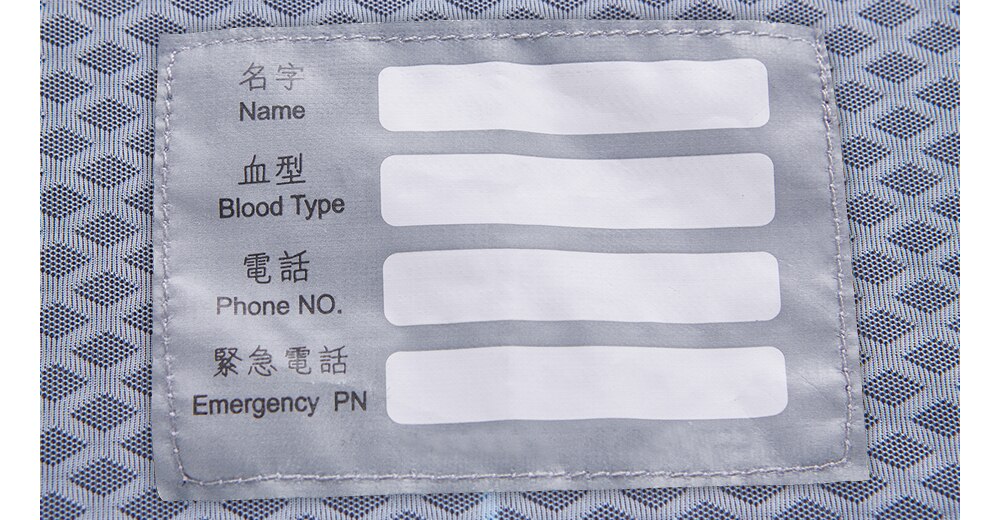 名字
Name
血型
Blood Type
電話
Phone NO.
緊急電話
Emergency PN